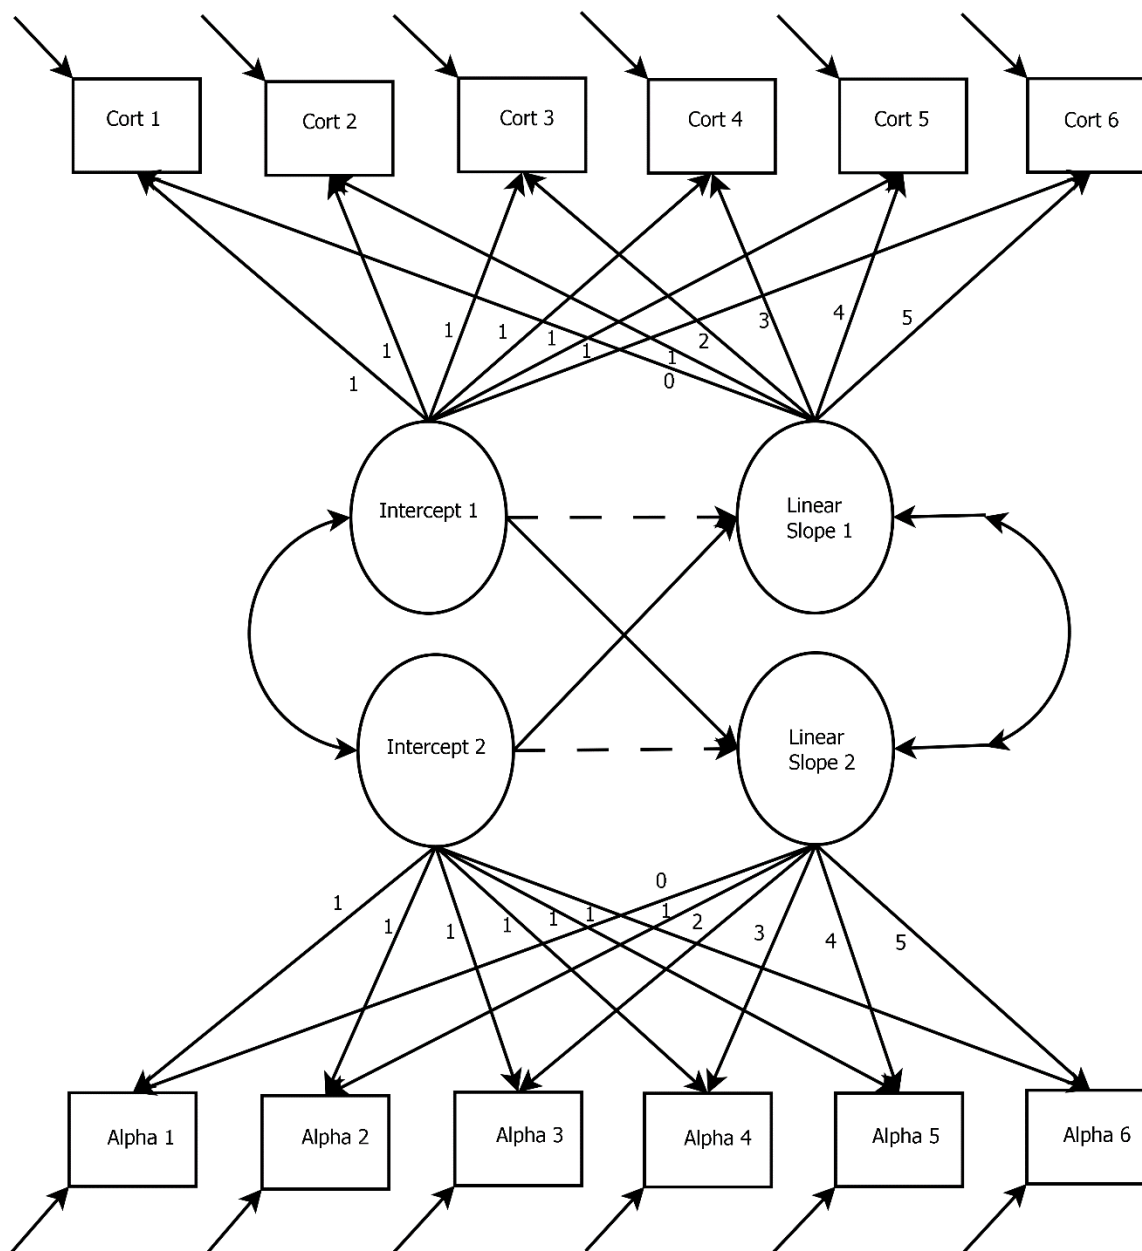 Cort 1
Cort 2
Cort 3
Cort 4
Cort 5
Cort 6
1
1
1
1
1
1
0
1
2
3
4
5
Intercept 1
Linear
Slope 1
Intercept 2
Linear
Slope 2
1
1
1
1
1
1
0
1
2
3
4
5
Alpha 1
Alpha 2
Alpha 3
Alpha 4
Alpha 5
Alpha 6